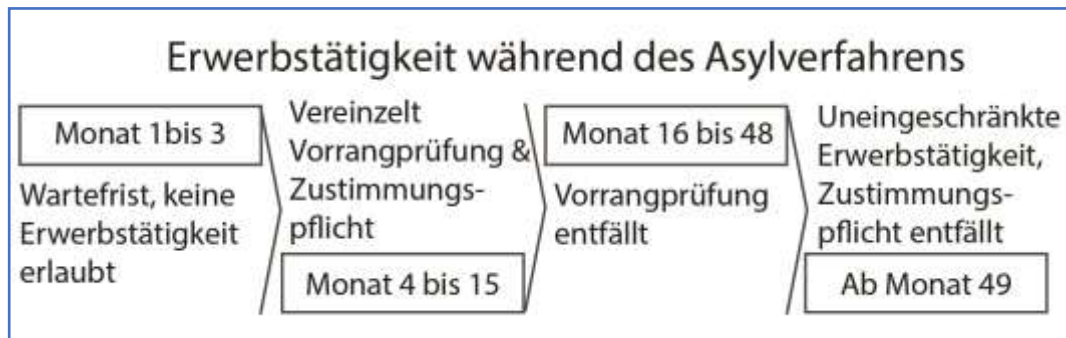 Erwerbstätigkeit während des Asylverfahrens
Monat 1bis 3
Wartefrist, keine
Erwerbstätigkeit
erlaubt
Vereinzelt
Vorrangprüfung &
Zustimmungs-
pflicht
Monat 4 bis 15
Monat 16 bis 48
Vorrangprüfung
entfällt
Uneingeschränkte
Erwerbstätigkeit,
Zustimmungs-
pflicht entfällt
Ab Monat 49